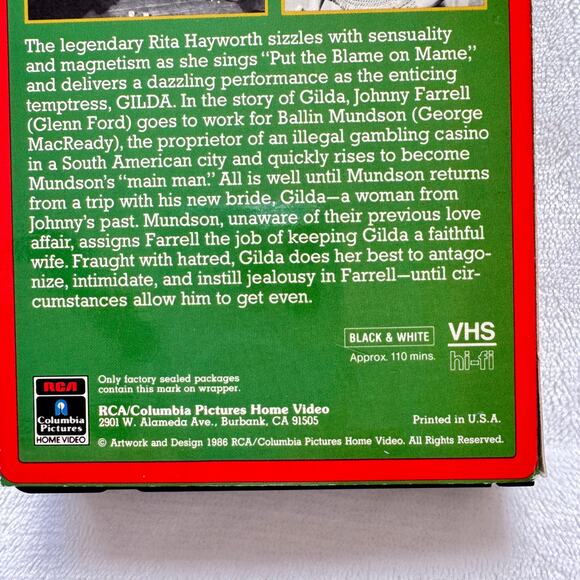 The legendary Rita Hayworth sizzles with sensuality
and magnetism as she sings "Put the Blame on Mame,"
and delivers a dazzling performance as the enticing
temptress, GILDA. In the story of Gilda, Johnny Farrell
(Glenn Ford) goes to work for Ballin Mundson (George
MacReady), the proprietor of an illegal gambling casino
in a South American city and quickly rises to become
Mundson's "main man." All is well until Mundson returns
from a trip with his new bride, Gilda—a woman from
Johnny's past. Mundson, unaware of their previous love
affair, assigns Farrell the job of keeping Gilda a faithful
wife. Fraught with hatred, Gilda does her best to antago-
nize, intimidate, and instill jealousy in Farrell—until cir-
cumstances allow him to get even.
BLACK & WHITE
Approx. 110 mins.
VHS
hi-fi
RCA
Columbia
Pictures
HOME VIDEO
Only factory sealed packages
contain this mark on wrapper.
RCA/Columbia Pictures Home Video
2901 W. Alameda Ave., Burbank, CA 91505
Printed in U.S.A.
© Artwork and Design 1986 RCA/Columbia Pictures Home Video. All Rights Reserved.